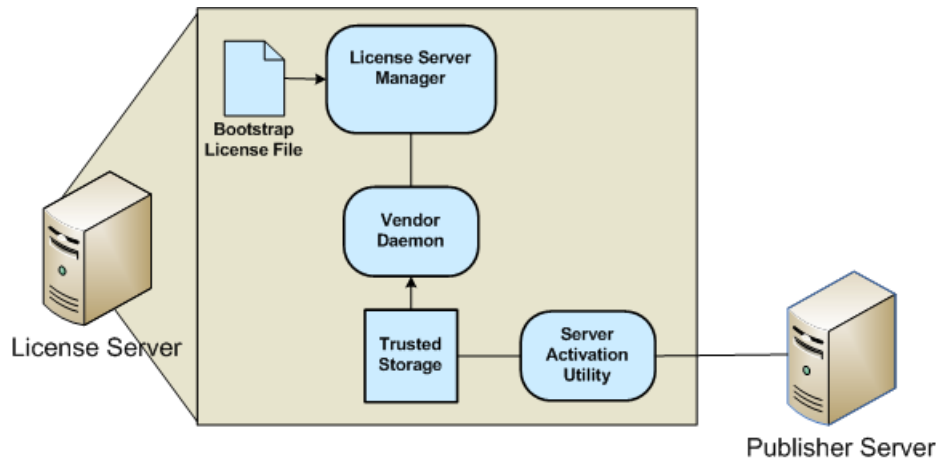 License Server
Manager
Bootstrap
License File
Vendor
Daemon
Trusted
Storage
Server
Activation
Utility
License Server
Publisher Server